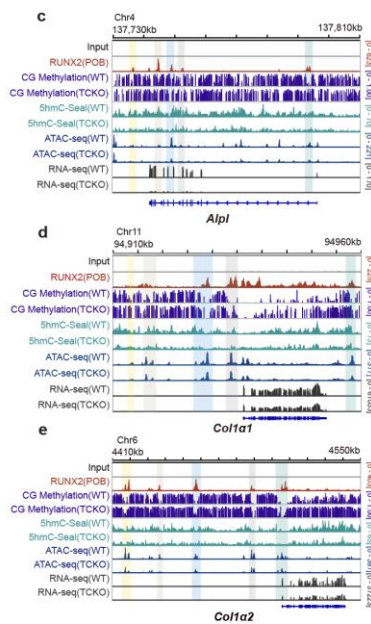 c
Chr4
137,730kb 137,810kb
Input
RUNX2(POB)
CG Methylation(WT)
CG Methylation(TCKO)
5hmC-Seal(WT)
5hmC-Seal(TCKO)
ATAC-seq(WT)
ATAC-seq(TCKO)
RNA-seq(WT)
RNA-seq(TCKO)
Alpl
d
Chr11
94,910kb 94960kb
Input
RUNX2(POB)
CG Methylation(WT)
CG Methylation(TCKO)
5hmC-Seal(WT)
5hmC-Seal(TCKO)
ATAC-seq(WT)
ATAC-seq(TCKO)
RNA-seq(WT)
RNA-seq(TCKO)
Col1α1
e
Chr6
4410kb 4550kb
Input
RUNX2(POB)
CG Methylation(WT)
CG Methylation(TCKO)
5hmC-Seal(WT)
5hmC-Seal(TCKO)
ATAC-seq(WT)
ATAC-seq(TCKO)
RNA-seq(WT)
RNA-seq(TCKO)
Col1α2